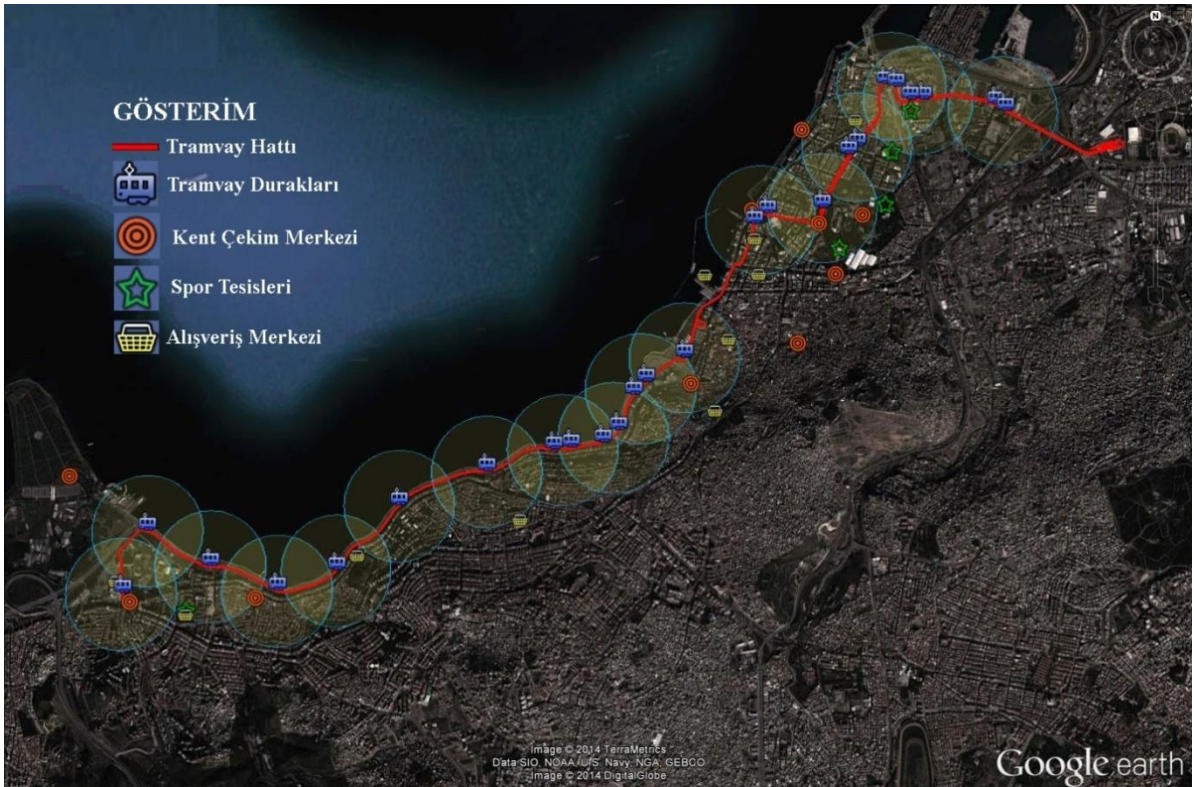 N
GÖSTERİM
Tramvay Hattı
Tramvay Durakları
Kent Çekim Merkezi
Spor Tesisleri
Alışveriş Merkezi
Image © 2014 TerraMetrics
Data SIO, NOAA, U.S. Navy, NGA, GEBCO
Image © 2014 DigitalGlobe
Google earth